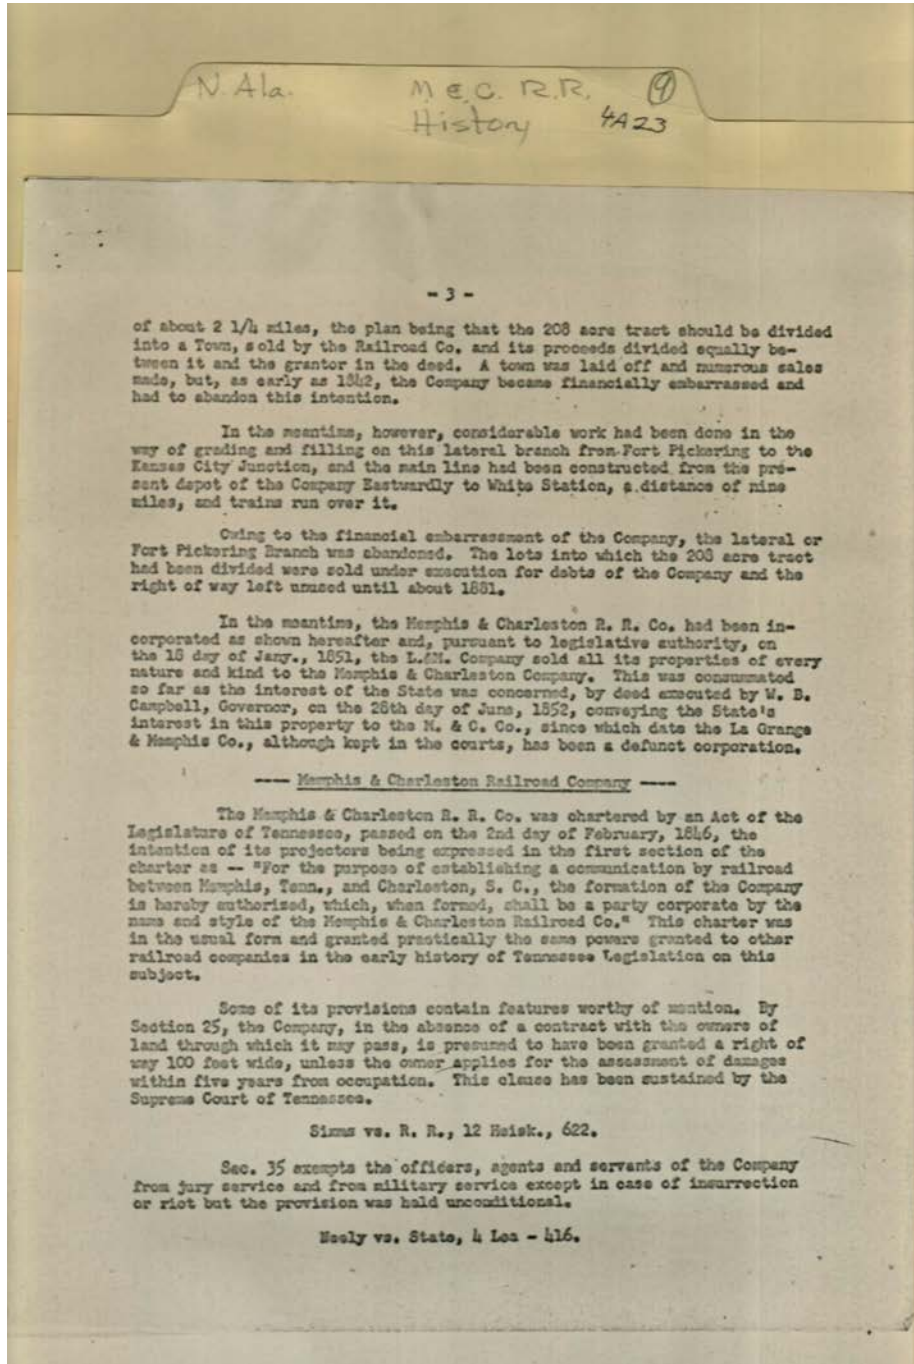 N. Ala. M & C. R.R. 9
History 4A23
- 3 -
of about 2 1/4 miles, the plan being that the 208 acre tract should be divided
into a Town, sold by the Railroad Co. and its proceeds divided equally be-
tween it and the grantor in the deed. A town was laid off and numerous sales
made, but, as early as 1842, the Company became financially embarrassed and
had to abandon this intention.
In the meantime, however, considerable work had been done in the
way of grading and filling on this lateral branch from Fort Pickering to the
Kansas City Junction, and the main line had been constructed from the pre-
sent depot of the Company Eastwardly to White Station, a distance of nine
miles, and trains run over it.
Owing to the financial embarrassment of the Company, the lateral or
Fort Pickering Branch was abandoned. The lots into which the 208 acre tract
had been divided were sold under execution for debts of the Company and the
right of way left unused until about 1881.
In the meantime, the Memphis & Charleston R. R. Co. had been in-
corporated as shown hereafter and, pursuant to legislative authority, on
the 18 day of Jany., 1851, the L.&M. Company sold all its properties of every
nature and kind to the Memphis & Charleston Company. This was consummated
so far as the interest of the State was concerned, by deed executed by W. B.
Campbell, Governor, on the 28th day of June, 1852, conveying the State's
interest in this property to the M. & C. Co., since which date the La Grange
& Memphis Co., although kept in the courts, has been a defunct corporation.
---- Memphis & Charleston Railroad Company ----
The Memphis & Charleston R. R. Co. was chartered by an Act of the
Legislature of Tennessee, passed on the 2nd day of February, 1846, the
intention of its projectors being expressed in the first section of the
charter as -- "For the purpose of establishing a communication by railroad
between Memphis, Tenn., and Charleston, S. C., the formation of the Company
is hereby authorized, which, when formed, shall be a party corporate by the
name and style of the Memphis & Charleston Railroad Co." This charter was
in the usual form and granted practically the same powers granted to other
railroad companies in the early history of Tennessee Legislation on this
subject.
Some of its provisions contain features worthy of mention. By
Section 25, the Company, in the absence of a contract with the owners of
land through which it may pass, is presumed to have been granted a right of
way 100 feet wide, unless the owner applies for the assessment of damages
within five years from occupation. This clause has been sustained by the
Supreme Court of Tennessee.
Simms vs. R. R., 12 Heisk., 622.
Sec. 35 exempts the officers, agents and servants of the Company
from jury service and from military service except in case of insurrection
or riot but the provision was held unconditional.
Neely vs. State, 4 Lea - 416.